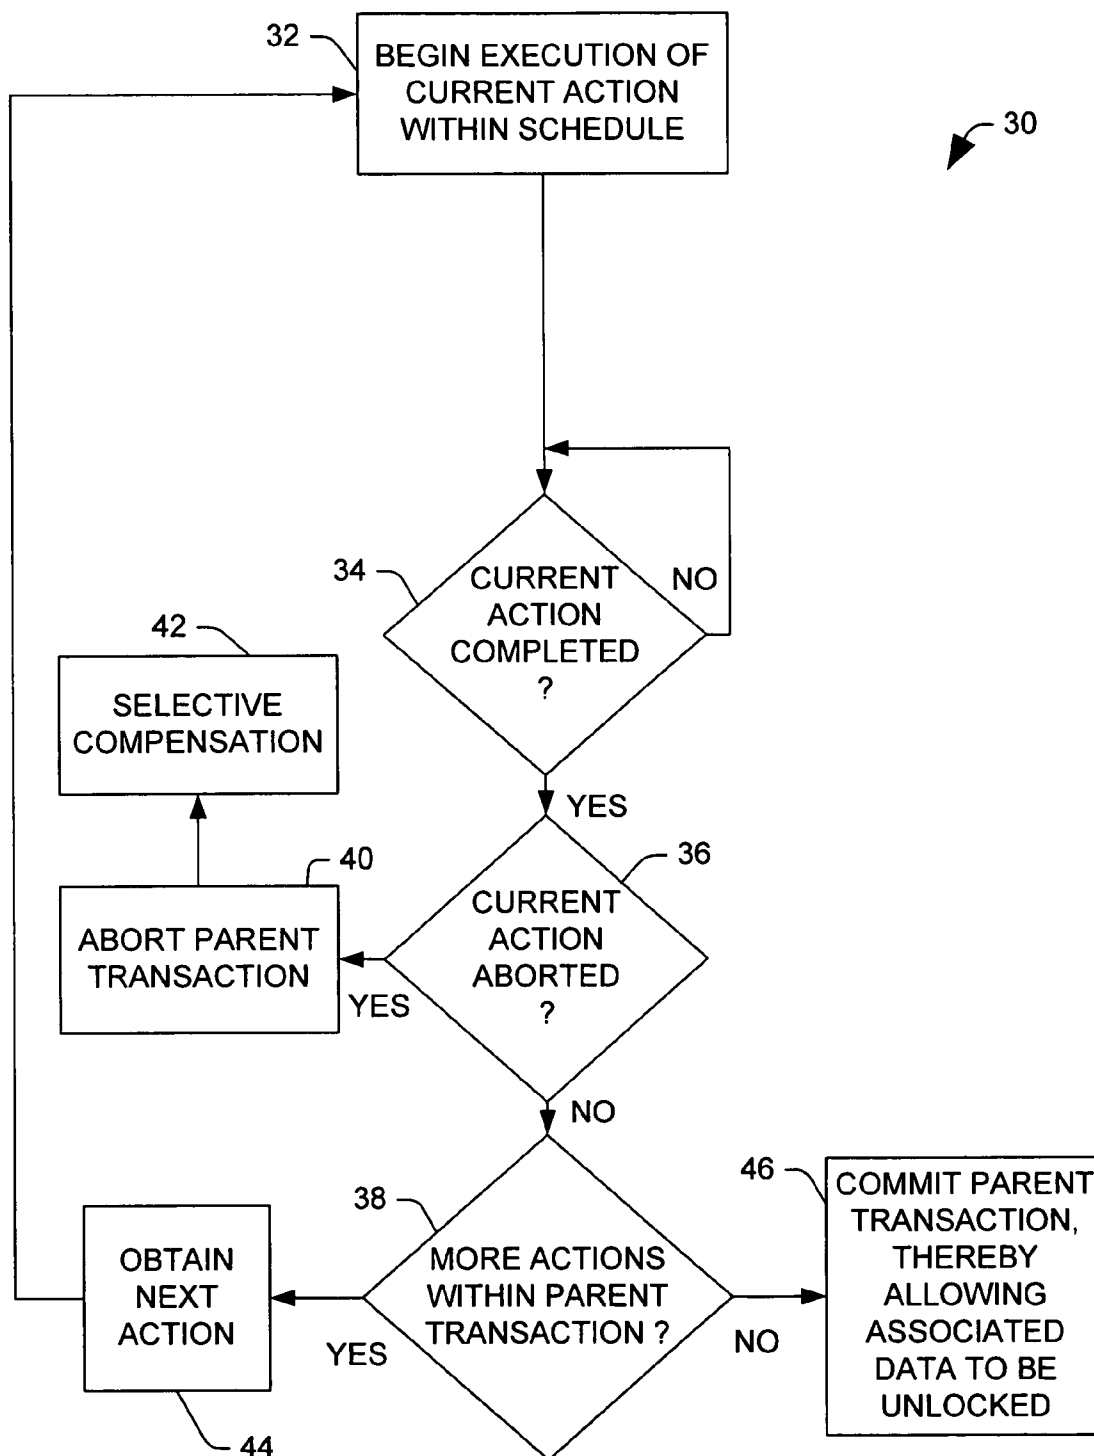 32
BEGIN EXECUTION OF
CURRENT ACTION
WITHIN SCHEDULE
30
34
CURRENT
ACTION
COMPLETED
?
NO
42
SELECTIVE
COMPENSATION
YES
36
40
CURRENT
ACTION
ABORTED
?
ABORT PARENT
TRANSACTION
YES
NO
38
MORE ACTIONS
WITHIN PARENT
TRANSACTION ?
46
COMMIT PARENT
TRANSACTION,
THEREBY
ALLOWING
ASSOCIATED
DATA TO BE
UNLOCKED
OBTAIN
NEXT
ACTION
YES
NO
44